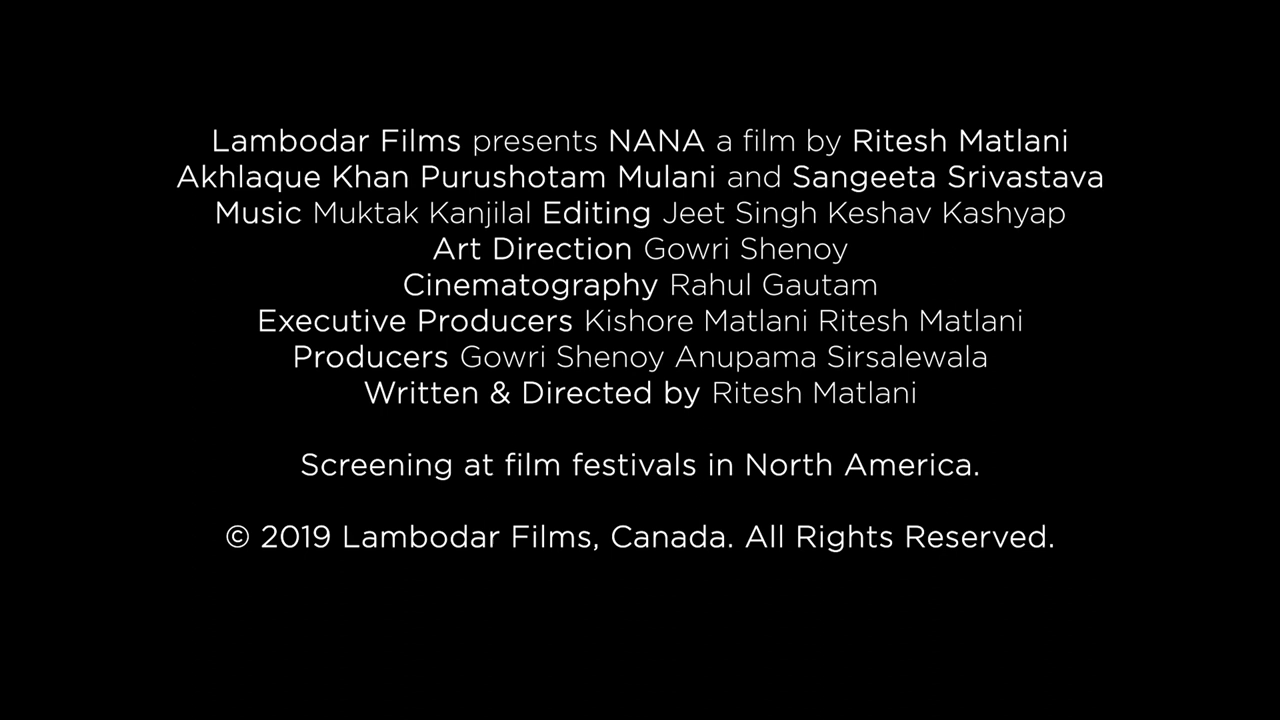 Lambodar Films presents NANA a film by Ritesh Matlani
Akhlaque Khan Purushotam Mulani and Sangeeta Srivastava
Music Muktak Kanjilal Editing Jeet Singh Keshav Kashyap
Art Direction Gowri Shenoy
Cinematography Rahul Gautam
Executive Producers Kishore Matlani Ritesh Matlani
Producers Gowri Shenoy Anupama Sirsalewala
Written & Directed by Ritesh Matlani
Screening at film festivals in North America.
© 2019 Lambodar Films, Canada. All Rights Reserved.